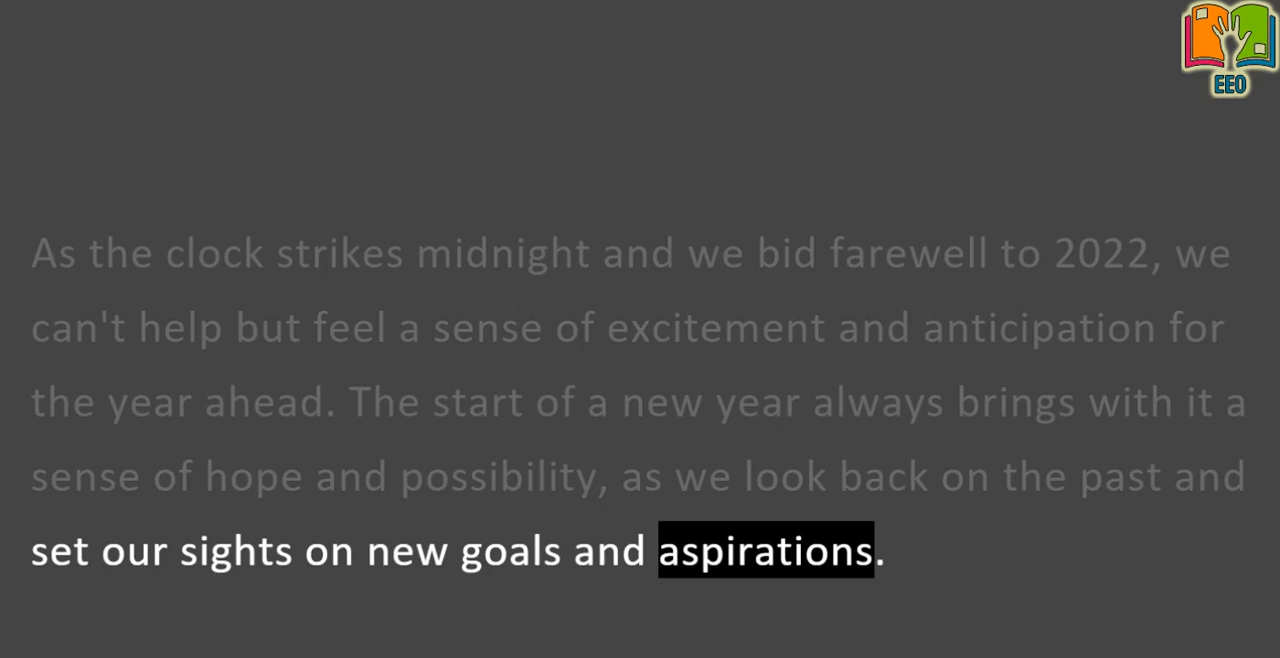 EEO
As the clock strikes midnight and we bid farewell to 2022, we
can't help but feel a sense of excitement and anticipation for
the year ahead. The start of a new year always brings with it a
sense of hope and possibility, as we look back on the past and
set our sights on new goals and aspirations.